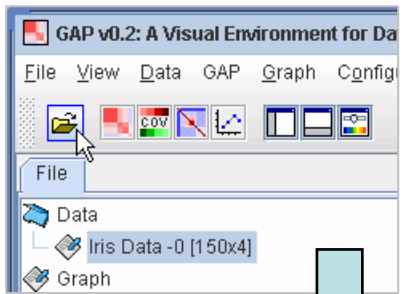 GAP v0.2: A Visual Environment for Da
File View Data GAP Graph Config
COV
File
Data
Iris Data -0 [150x4]
Graph